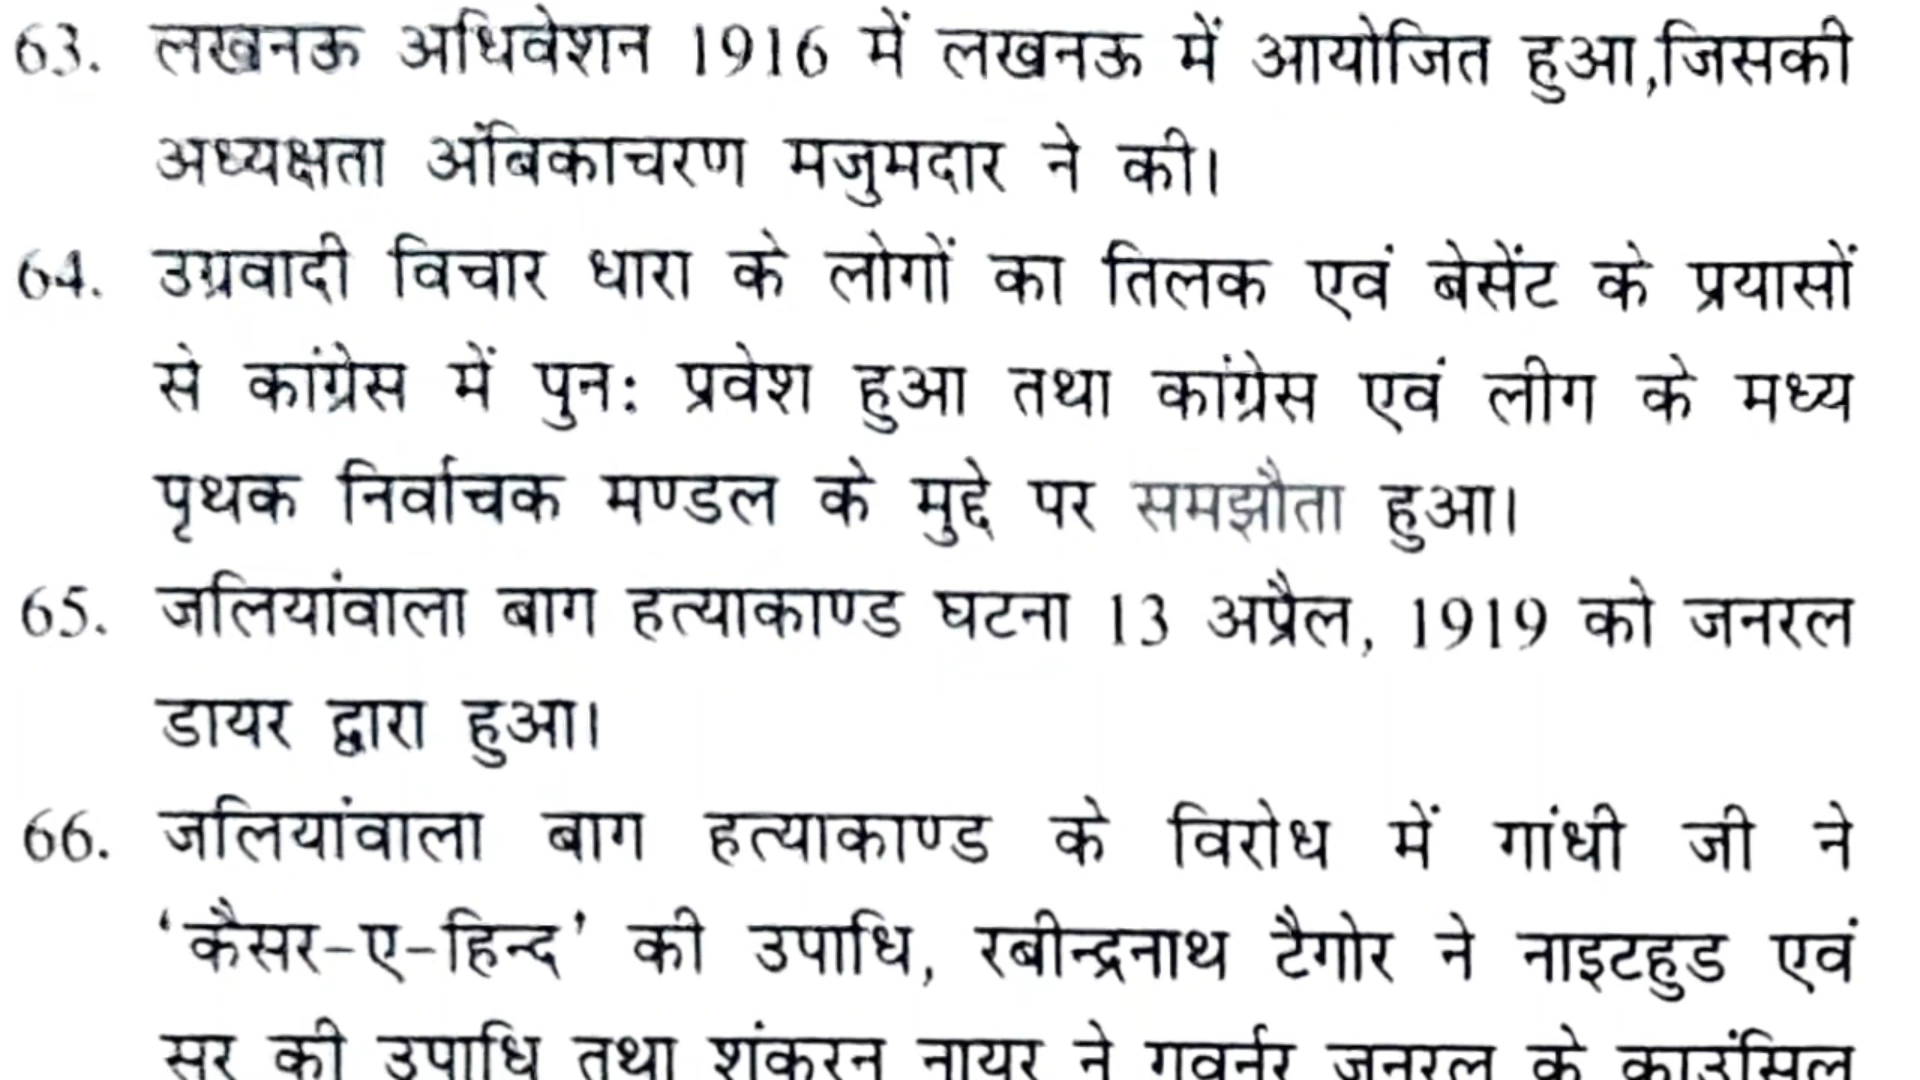 63. लखनऊ अधिवेशन 1916 में लखनऊ में आयोजित हुआ,जिसकी
अध्यक्षता अंबिकाचरण मजुमदार ने की।
64. उग्रवादी विचार धारा के लोगों का तिलक एवं बेसेंट के प्रयासों
से कांग्रेस में पुन: प्रवेश हुआ तथा कांग्रेस एवं लीग के मध्य
पृथक निर्वाचक मण्डल के मुद्दे पर समझौता हुआ।
65. जलियांवाला बाग हत्याकाण्ड घटना 13 अप्रैल, 1919 को जनरल
डायर द्वारा हुआ।
66. जलियांवाला बाग हत्याकाण्ड के विरोध में गांधी जी ने
‘कैसर-ए-हिन्द’ की उपाधि, रबीन्द्रनाथ टैगोर ने नाइटहुड एवं
सर की उपाधि तथा शंकरन नायर ने गवर्नर जनरल के काउंसिल